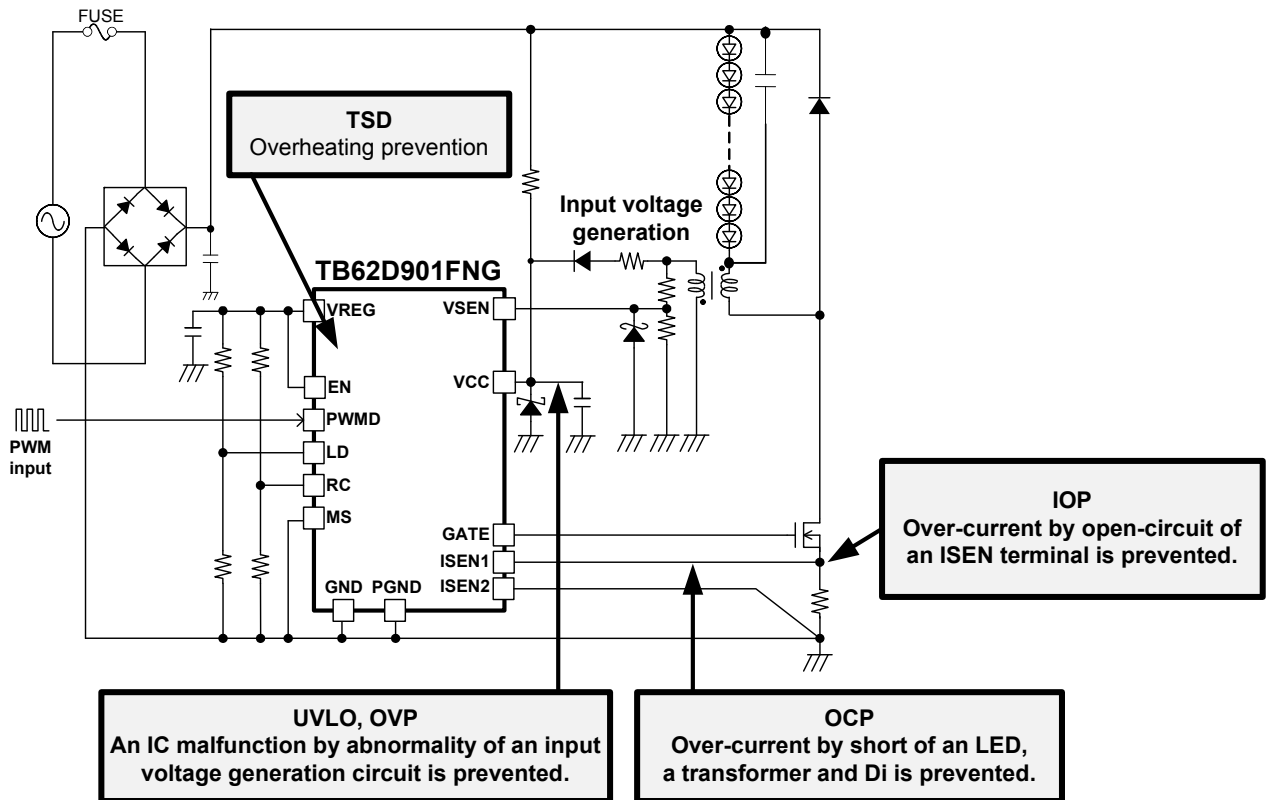 FUSE
TSD
Overheating prevention
Input voltage
generation
TB62D901FNG
VREG
VSEN
EN
VCC
PWMD
PWM
input
LD
RC
MS
GATE
ISEN1
ISEN2
GND PGND
IOP
Over-current by open-circuit of
an ISEN terminal is prevented.
UVLO, OVP
An IC malfunction by abnormality of an input
voltage generation circuit is prevented.
OCP
Over-current by short of an LED,
a transformer and Di is prevented.